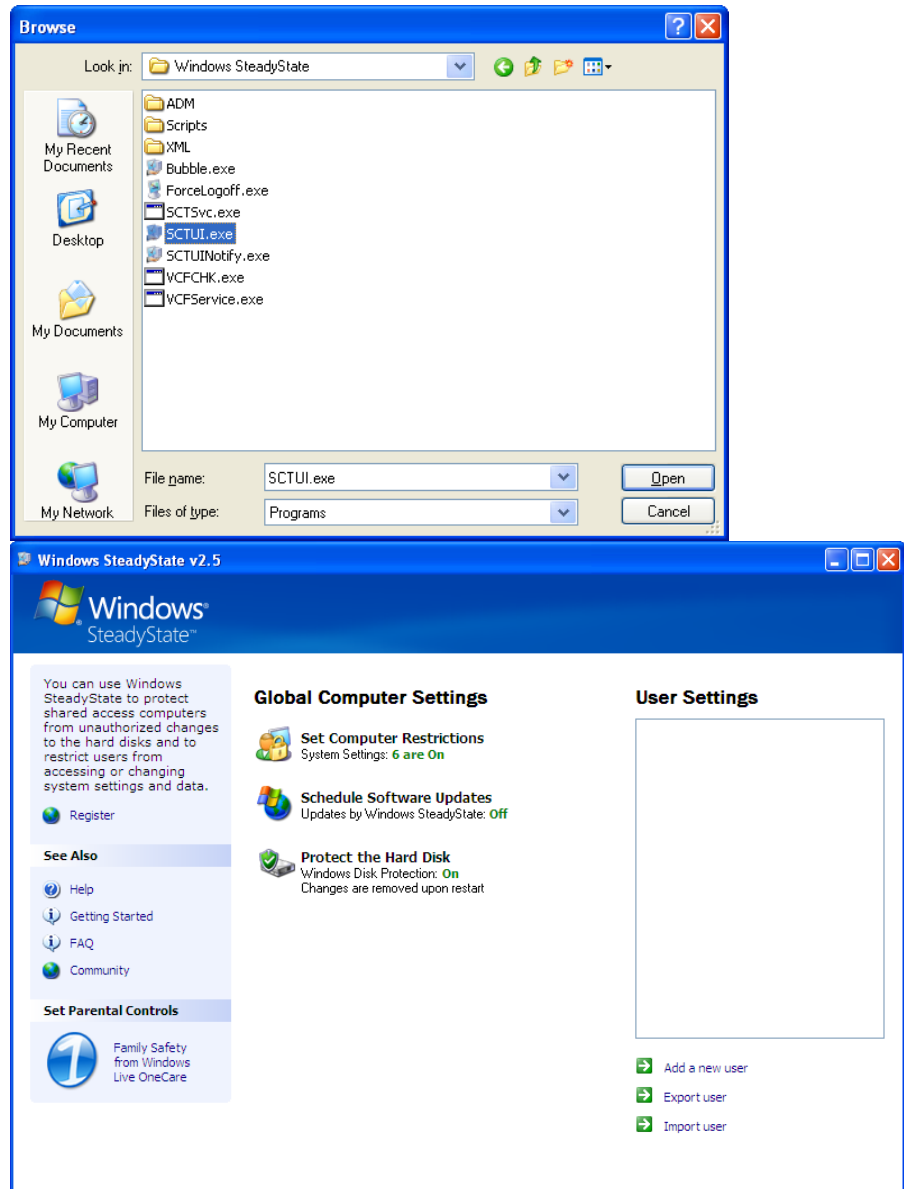 Browse
Look in:
Windows SteadyState
My Recent
Documents
Desktop
My Documents
My Computer
My Network
ADM
Scripts
XML
Bubble.exe
ForceLogoff.exe
SCTSvc.exe
SCTUI.exe
SCTUINotify.exe
VCFCHK.exe
VCFService.exe
File name:
SCTUI.exe
Open
Files of type:
Programs
Cancel
Windows SteadyState v2.5
Windows®
SteadyState™
You can use Windows
SteadyState to protect
shared access computers
from unauthorized changes
to the hard disks and to
restrict users from
accessing or changing
system settings and data.
Register
See Also
Help
Getting Started
FAQ
Community
Set Parental Controls
1
Family Safety
from Windows
Live OneCare
Global Computer Settings
Set Computer Restrictions
System Settings: 6 are On
Schedule Software Updates
Updates by Windows SteadyState: Off
Protect the Hard Disk
Windows Disk Protection: On
Changes are removed upon restart
User Settings
Add a new user
Export user
Import user